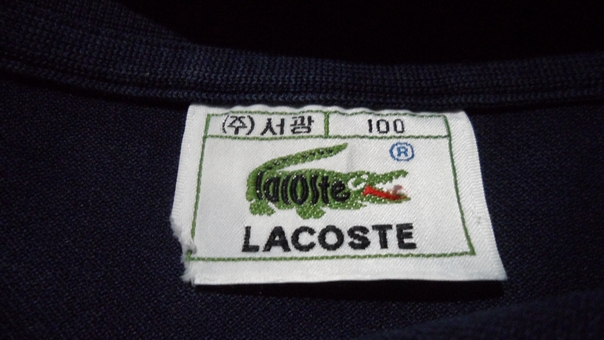 (주)서광 100
®
lacoste
LACOSTE